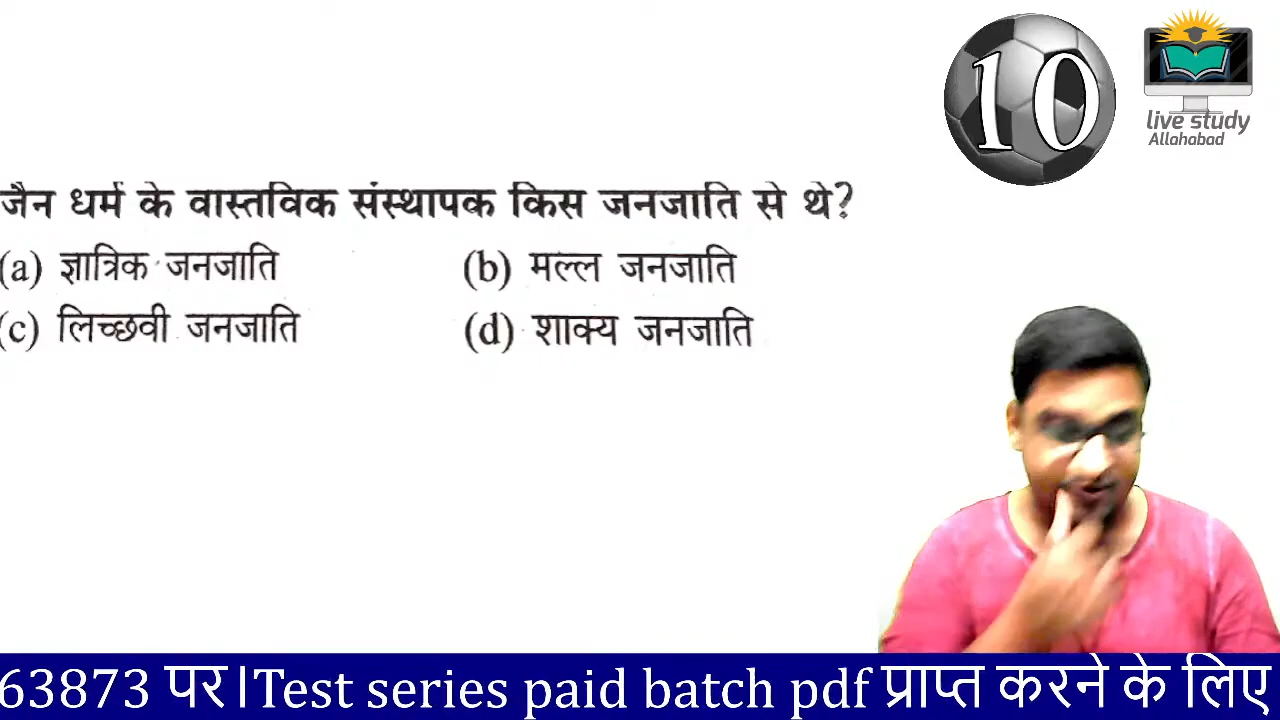 10
live study
Allahabad
जैन धर्म के वास्तविक संस्थापक किस जनजाति से थे?
(a) ज्ञात्रिक जनजाति (b) मल्ल जनजाति
(c) लिच्छवी जनजाति (d) शाक्य जनजाति
63873 पर।Test series paid batch pdf प्राप्त करने के लिए